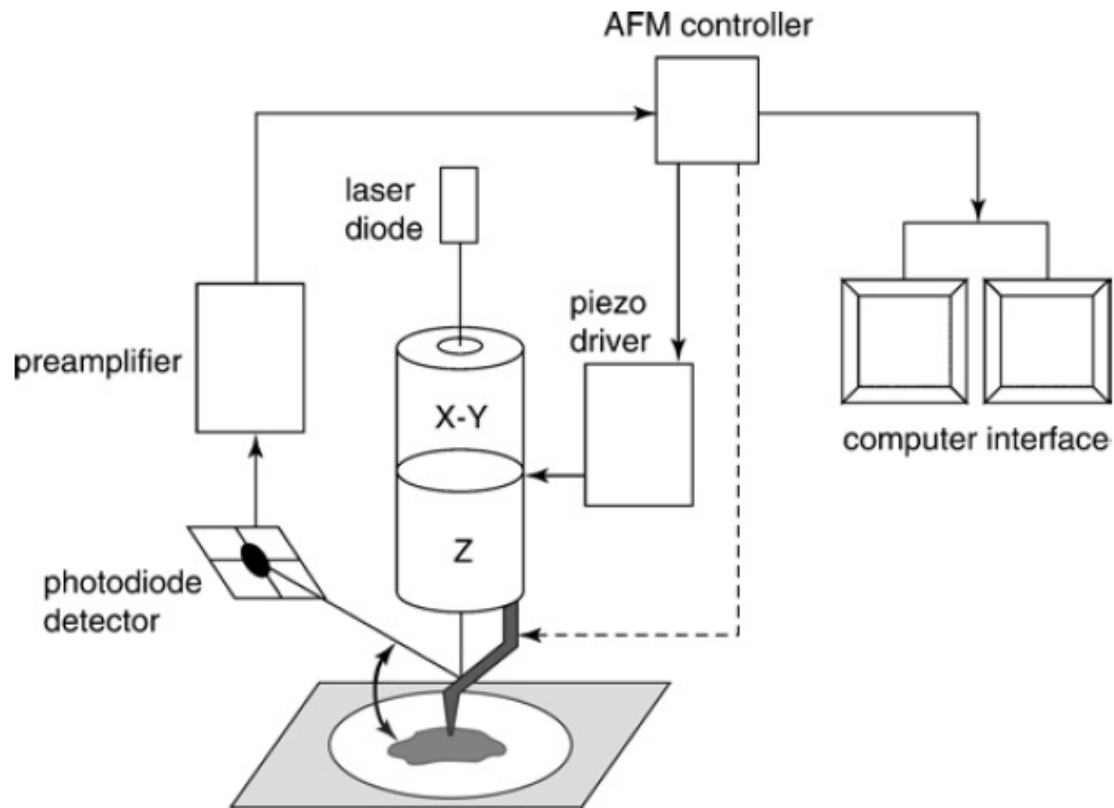 AFM controller
laser
diode
piezo
driver
preamplifier
X-Y
computer interface
Z
photodiode
detector